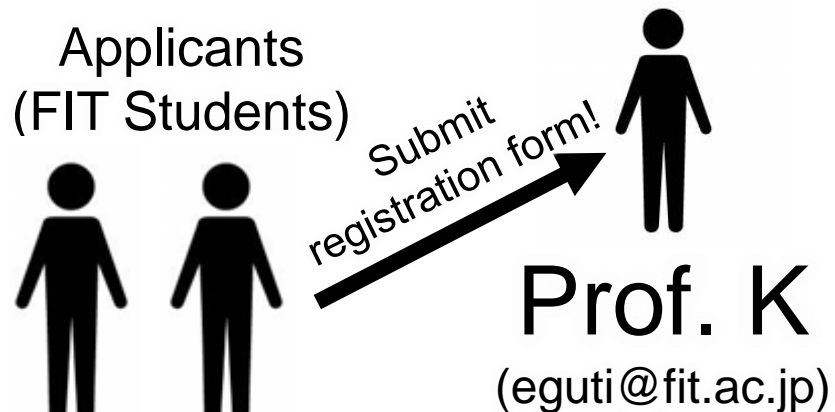 Applicants
(FIT Students)
Submit
registration form!
Prof. K
(eguti@fit.ac.jp)